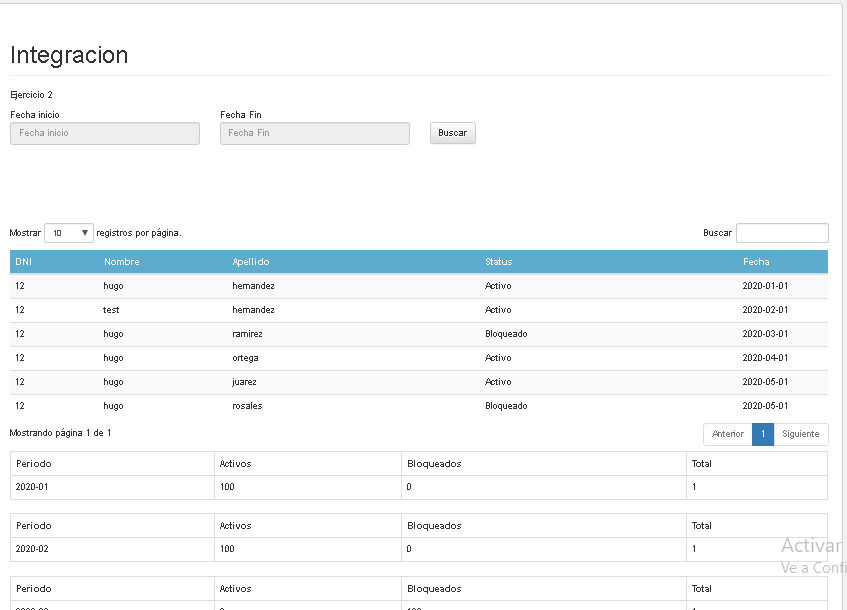 Integracion
Ejercicio 2
Fecha inicio Fecha Fin
Fecha inicio Fecha Fin Buscar
Mostrar 10 registros por página. Buscar
DNI Nombre Apellido Status Fecha
12 hugo hernandez Activo 2020-01-01
12 test hernandez Activo 2020-02-01
12 hugo ramirez Bloqueado 2020-03-01
12 hugo ortega Activo 2020-04-01
12 hugo juarez Activo 2020-05-01
12 hugo rosales Bloqueado 2020-05-01
Mostrando página 1 de 1 Anterior 1 Siguiente
Periodo Activos Bloqueados Total
2020-01 100 0 1
Periodo Activos Bloqueados Total
2020-02 100 0 1
Activar
Ve a Confi
Periodo Activos Bloqueados Total